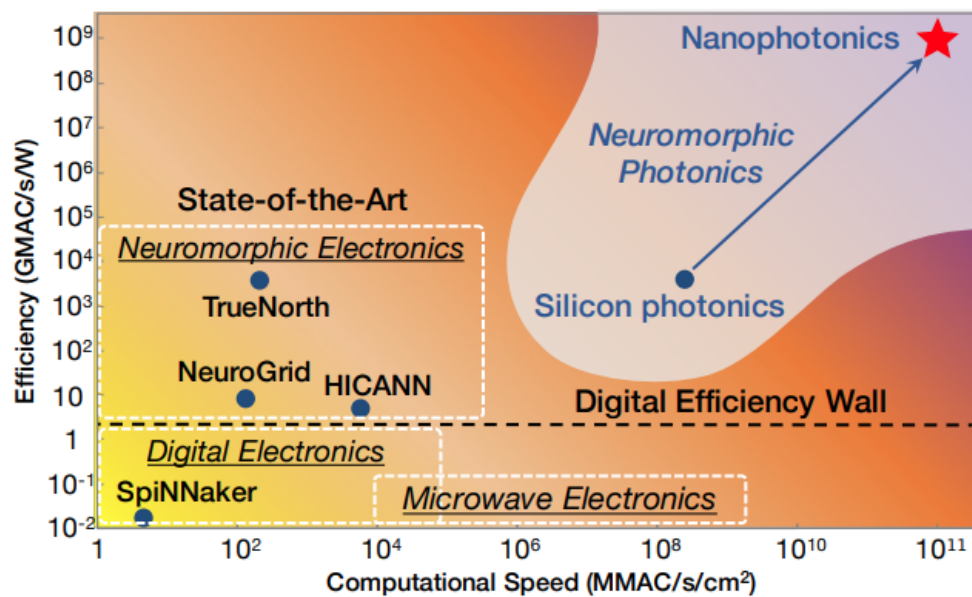 Efficiency (GMAC/s/W)
10⁹
10⁸
10⁷
10⁶
10⁵
10⁴
10³
10²
10
1
10⁻¹
10⁻²
Nanophotonics
Neuromorphic
Photonics
State-of-the-Art
Neuromorphic Electronics
TrueNorth
Silicon photonics
NeuroGrid
HICANN
Digital Efficiency Wall
Digital Electronics
SpiNNaker
Microwave Electronics
1 10² 10⁴ 10⁶ 10⁸ 10¹⁰ 10¹¹
Computational Speed (MMAC/s/cm²)